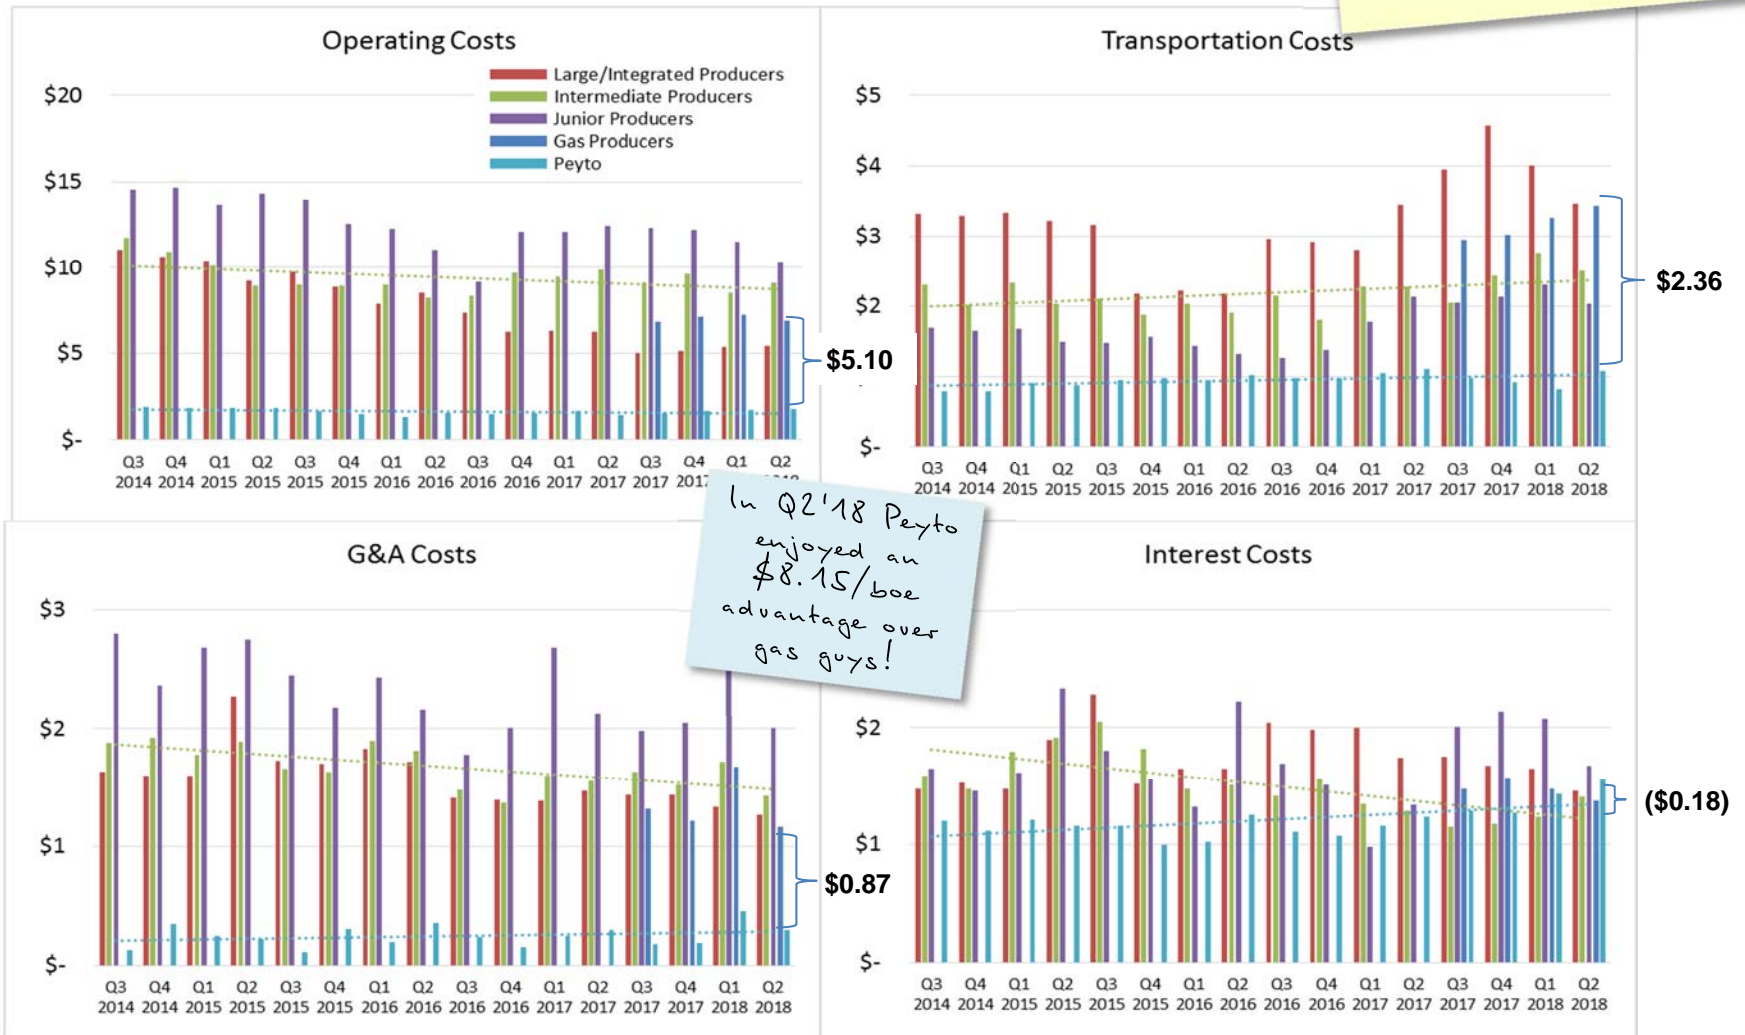 Operating Costs
Large/Integrated Producers
Intermediate Producers
Junior Producers
Gas Producers
Peyto
$20
$15
$10
$5
$-
$5.10
Q3 Q4 Q1 Q2 Q3 Q4 Q1 Q2 Q3 Q4 Q1 Q2 Q3 Q4 Q1 Q2
2014 2014 2015 2015 2015 2015 2016 2016 2016 2016 2017 2017 2017 2017
Transportation Costs
$5
$4
$3
$2
$-
$2.36
Q3 Q4 Q1 Q2 Q3 Q4 Q1 Q2 Q3 Q4 Q1 Q2 Q3 Q4 Q1 Q2
2014 2014 2015 2015 2015 2015 2016 2016 2016 2016 2017 2017 2017 2017 2018 2018
In Q2'18 Peyto
enjoyed an
$8.15/boe
advantage over
gas guys!
G&A Costs
$3
$2
$1
$-
$0.87
Q3 Q4 Q1 Q2 Q3 Q4 Q1 Q2 Q3 Q4 Q1 Q2 Q3 Q4 Q1 Q2
2014 2014 2015 2015 2015 2015 2016 2016 2016 2016 2017 2017 2017 2017 2018 2018
Interest Costs
$2
$1
$-
($0.18)
Q3 Q4 Q1 Q2 Q3 Q4 Q1 Q2 Q3 Q4 Q1 Q2 Q3 Q4 Q1 Q2
2014 2014 2015 2015 2015 2015 2016 2016 2016 2016 2017 2017 2017 2017 2018 2018